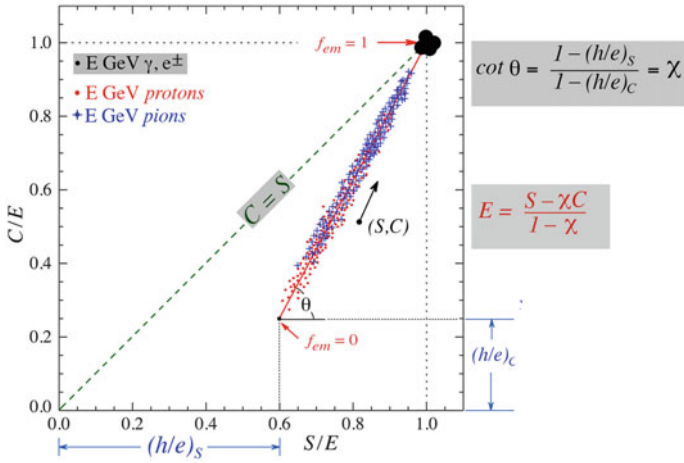 1.0
0.8
0.6
0.4
0.2
0.0
C/E
f_em = 1
• E GeV γ, e±
• E GeV protons
+ E GeV pions
C = S
(S,C)
θ
f_em = 0
0.0 0.2 0.4 0.6 0.8 1.0
(h/e)_S
S/E
cot θ = \frac{1 – (h/e)_S}{1 – (h/e)_C} = χ
E = \frac{S – χC}{1 – χ}
(h/e)_C